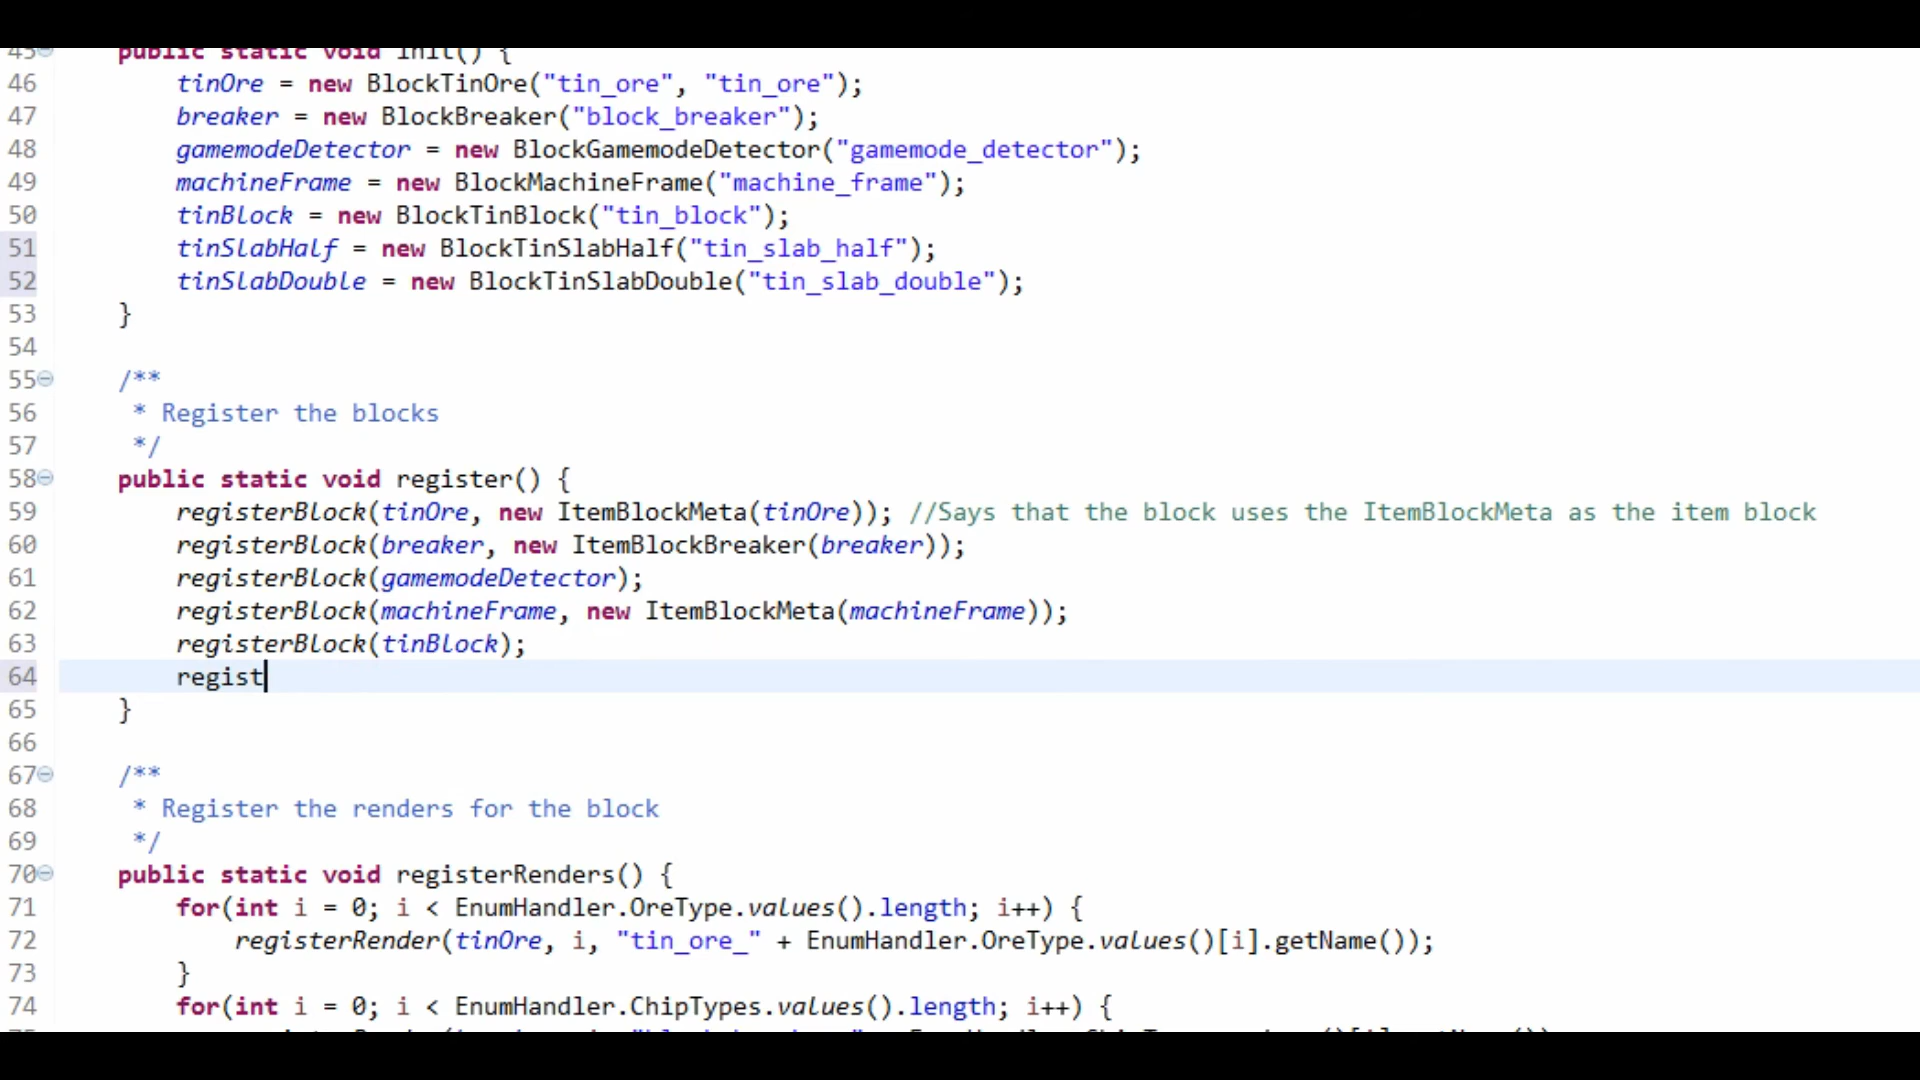 45 public static void init() {
46 tinOre = new BlockTinOre("tin_ore", "tin_ore");
47 breaker = new BlockBreaker("block_breaker");
48 gamemodeDetector = new BlockGamemodeDetector("gamemode_detector");
49 machineFrame = new BlockMachineFrame("machine_frame");
50 tinBlock = new BlockTinBlock("tin_block");
51 tinSlabHalf = new BlockTinSlabHalf("tin_slab_half");
52 tinSlabDouble = new BlockTinSlabDouble("tin_slab_double");
53 }
54
55 /**
56 * Register the blocks
57 */
58 public static void register() {
59 registerBlock(tinOre, new ItemBlockMeta(tinOre)); //Says that the block uses the ItemBlockMeta as the item block
60 registerBlock(breaker, new ItemBlockBreaker(breaker));
61 registerBlock(gamemodeDetector);
62 registerBlock(machineFrame, new ItemBlockMeta(machineFrame));
63 registerBlock(tinBlock);
64 regist
65 }
66
67 /**
68 * Register the renders for the block
69 */
70 public static void registerRenders() {
71 for(int i = 0; i < EnumHandler.OreType.values().length; i++) {
72 registerRender(tinOre, i, "tin_ore_" + EnumHandler.OreType.values()[i].getName());
73 }
74 for(int i = 0; i < EnumHandler.ChipTypes.values().length; i++) {